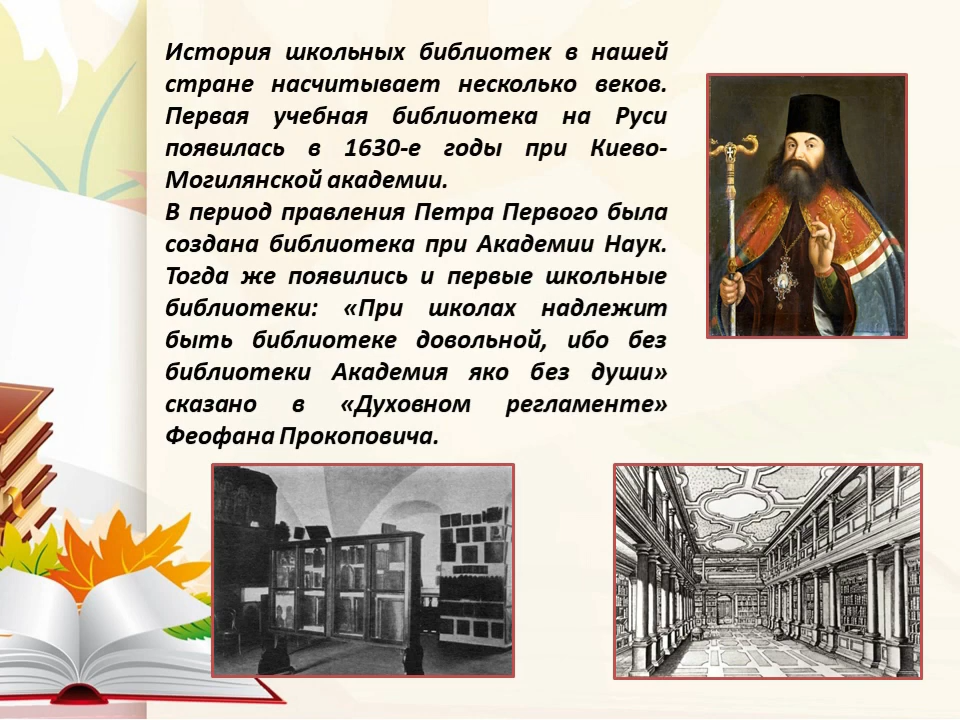 История школьных библиотек в нашей
стране насчитывает несколько веков.
Первая учебная библиотека на Руси
появилась в 1630-е годы при Киево-
Могилянской академии.
В период правления Петра Первого была
создана библиотека при Академии Наук.
Тогда же появились и первые школьные
библиотеки: «При школах надлежит
быть библиотеке довольной, ибо без
библиотеки Академия яко без души»
сказано в «Духовном регламенте»
Феофана Прокоповича.